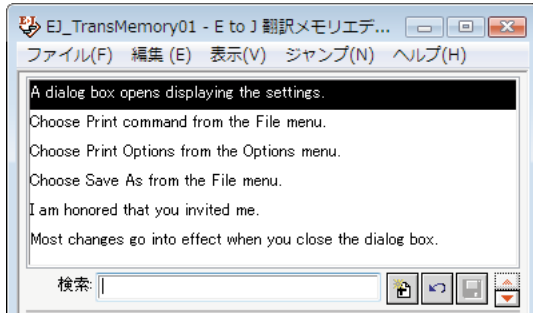 EJ_TransMemory01 - E to J 翻訳メモリエデ...
ファイル(F) 編集(E) 表示(V) ジャンプ(N) ヘルプ(H)
A dialog box opens displaying the settings.
Choose Print command from the File menu.
Choose Print Options from the Options menu.
Choose Save As from the File menu.
I am honored that you invited me.
Most changes go into effect when you close the dialog box.
検索: